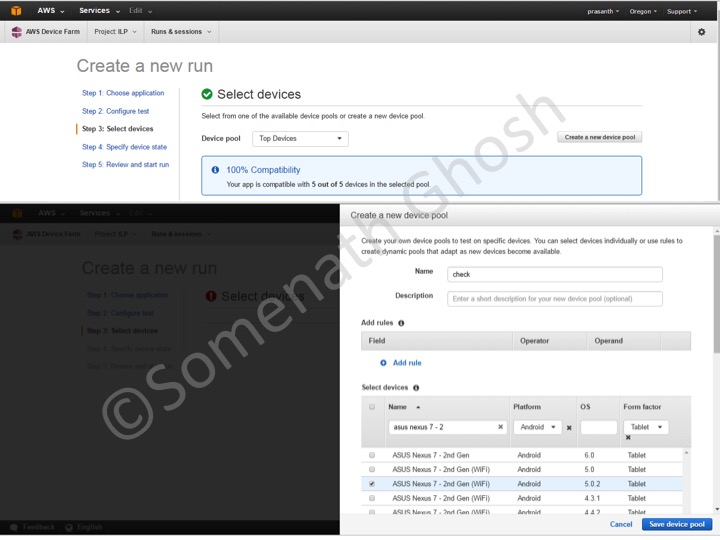 AWS Services Edit prasanth Oregon Support
AWS Device Farm Project: ILP Runs & sessions
Create a new run
Step 1: Choose application
Step 2: Configure test
Step 3: Select devices
Step 4: Specify device state
Step 5: Review and start run
Select devices
Select from one of the available device pools or create a new device pool.
Device pool Top Devices Create a new device pool
100% Compatibility
Your app is compatible with 5 out of 5 devices in the selected pool.
AWS Services Edit
AWS Device Farm Project: ILP Runs & sessions
Create a new run
Step 1: Choose application
Step 2: Configure test
Step 3: Select devices
Step 4: Specify device state
Select devices
Feedback English
Create a new device pool
Create your own device pools to test on specific devices. You can select devices individually or use rules to
create dynamic pools that adapt as new devices become available.
Name check
Description Enter a short description for your new device pool (optional)
Add rules
Field Operator Operand
Add rule
Select devices
Name Platform OS Form factor
asus nexus 7 - 2 Android Tablet
ASUS Nexus 7 - 2nd Gen Android 6.0 Tablet
ASUS Nexus 7 - 2nd Gen (WiFi) Android 5.0 Tablet
ASUS Nexus 7 - 2nd Gen (WiFi) Android 5.0.2 Tablet
ASUS Nexus 7 - 2nd Gen (WiFi) Android 4.3.1 Tablet
ASUS Nexus 7 - 2nd Gen (WiFi) Android 4.4.2 Tablet
Cancel Save device pool
©Somenath Ghosh